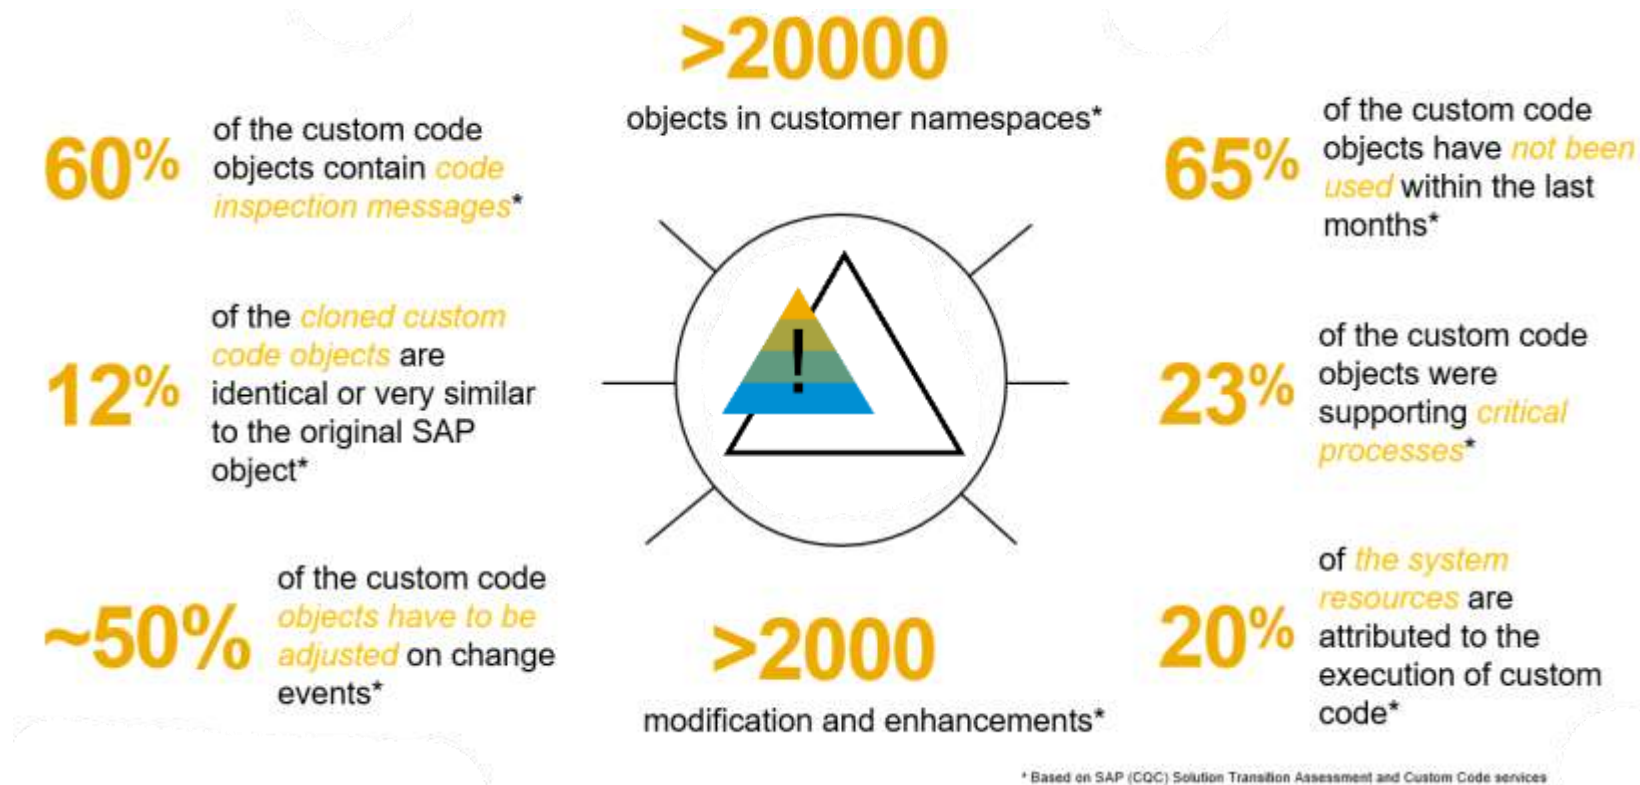 >20000
objects in customer namespaces*
60%
of the custom code
objects contain code
inspection messages*
12%
of the cloned custom
code objects are
identical or very similar
to the original SAP
object*
~50%
of the custom code
objects have to be
adjusted on change
events*
!
>2000
modification and enhancements*
65%
of the custom code
objects have not been
used within the last
months*
23%
of the custom code
objects were
supporting critical
processes*
20%
of the system
resources are
attributed to the
execution of custom
code*
* Based on SAP (CQC) Solution Transition Assessment and Custom Code services